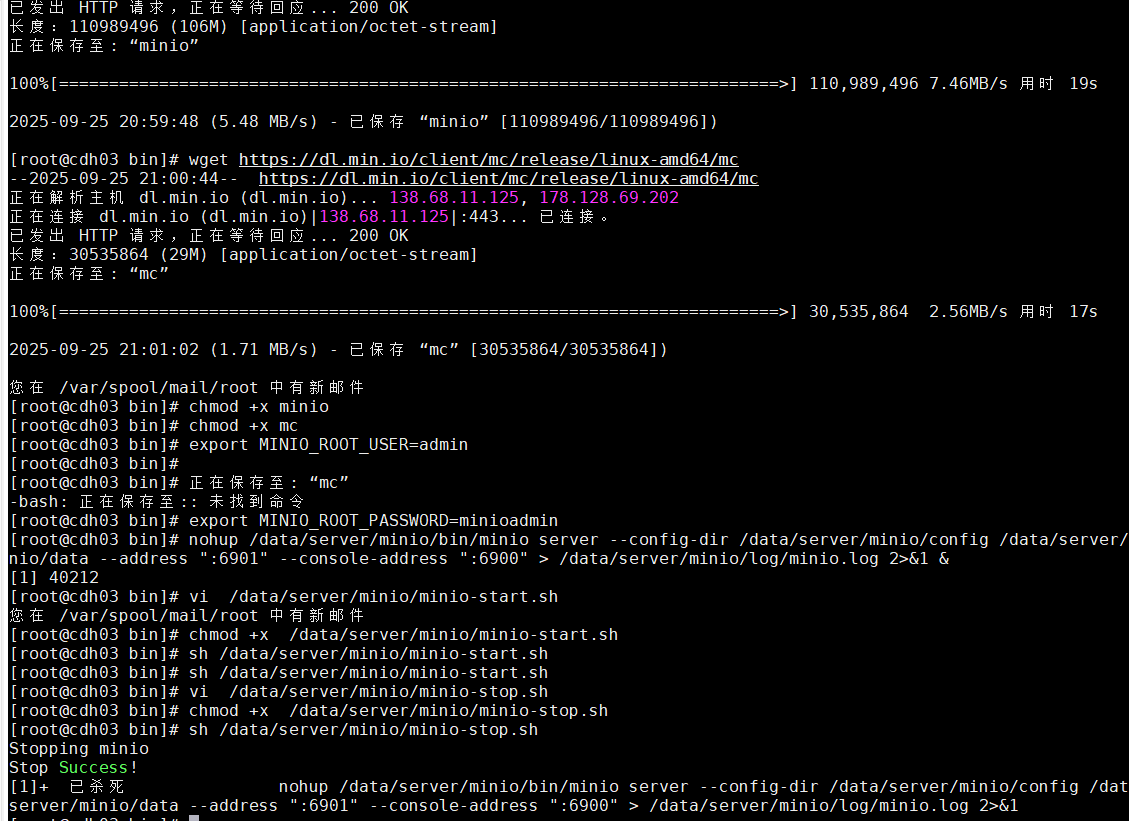 已发出 HTTP 请求，正在等待回应... 200 OK
长度：110989496 (106M) [application/octet-stream]
正在保存至: “minio”
100%[========================================================================>] 110,989,496 7.46MB/s 用时 19s
2025-09-25 20:59:48 (5.48 MB/s) - 已保存 “minio” [110989496/110989496])
[root@cdh03 bin]# wget https://dl.min.io/client/mc/release/linux-amd64/mc
--2025-09-25 21:00:44--  https://dl.min.io/client/mc/release/linux-amd64/mc
正在解析主机 dl.min.io (dl.min.io)... 138.68.11.125, 178.128.69.202
正在连接 dl.min.io (dl.min.io)|138.68.11.125|:443... 已连接。
已发出 HTTP 请求，正在等待回应... 200 OK
长度：30535864 (29M) [application/octet-stream]
正在保存至: “mc”
100%[========================================================================>] 30,535,864  2.56MB/s 用时 17s
2025-09-25 21:01:02 (1.71 MB/s) - 已保存 “mc” [30535864/30535864])
您在 /var/spool/mail/root 中有新邮件
[root@cdh03 bin]# chmod +x minio
[root@cdh03 bin]# chmod +x mc
[root@cdh03 bin]# export MINIO_ROOT_USER=admin
[root@cdh03 bin]#
[root@cdh03 bin]# 正在保存至: “mc”
-bash: 正在保存至:: 未找到命令
[root@cdh03 bin]# export MINIO_ROOT_PASSWORD=minioadmin
[root@cdh03 bin]# nohup /data/server/minio/bin/minio server --config-dir /data/server/minio/config /data/server/
nio/data --address ":6901" --console-address ":6900" > /data/server/minio/log/minio.log 2>&1 &
[1] 40212
[root@cdh03 bin]# vi  /data/server/minio/minio-start.sh
您在 /var/spool/mail/root 中有新邮件
[root@cdh03 bin]# chmod +x  /data/server/minio/minio-start.sh
[root@cdh03 bin]# sh /data/server/minio/minio-start.sh
[root@cdh03 bin]# sh /data/server/minio/minio-start.sh
[root@cdh03 bin]# vi  /data/server/minio/minio-stop.sh
[root@cdh03 bin]# chmod +x  /data/server/minio/minio-stop.sh
[root@cdh03 bin]# sh /data/server/minio/minio-stop.sh
Stopping minio
Stop Success!
[1]+  已杀死               nohup /data/server/minio/bin/minio server --config-dir /data/server/minio/config /dat
server/minio/data --address ":6901" --console-address ":6900" > /data/server/minio/log/minio.log 2>&1